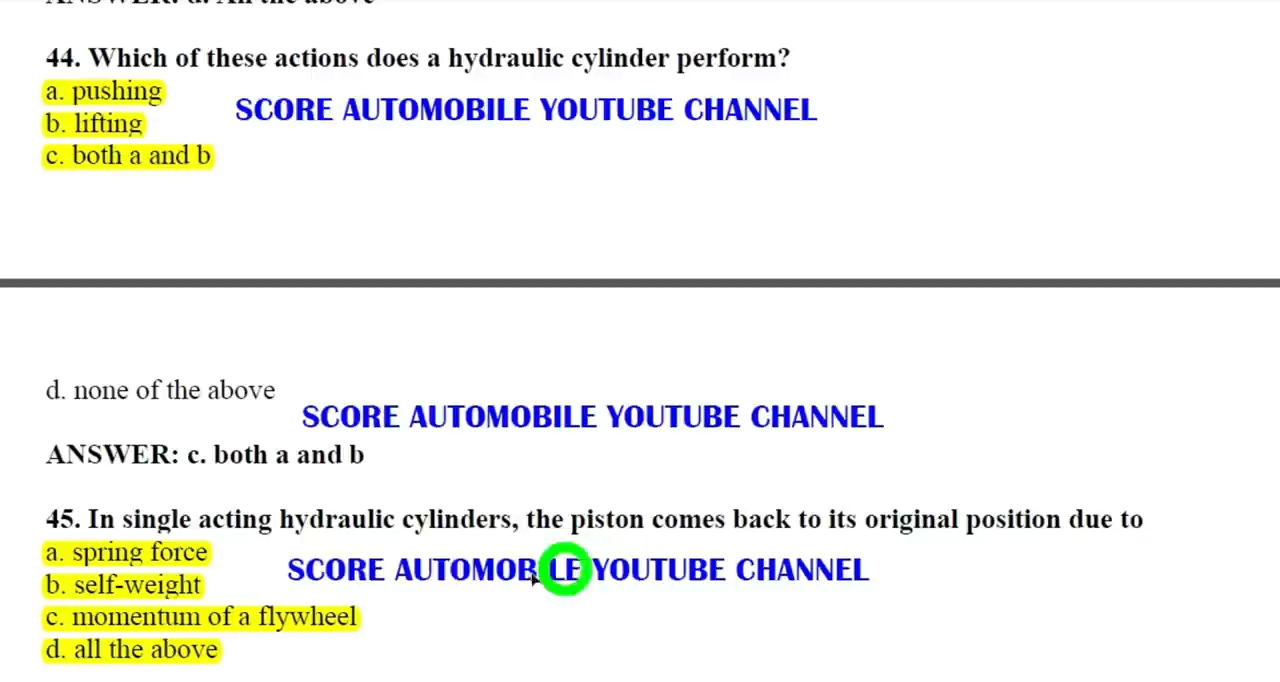 ANSWER: d. All the above
44. Which of these actions does a hydraulic cylinder perform?
a. pushing
SCORE AUTOMOBILE YOUTUBE CHANNEL
b. lifting
c. both a and b
d. none of the above
SCORE AUTOMOBILE YOUTUBE CHANNEL
ANSWER: c. both a and b
45. In single acting hydraulic cylinders, the piston comes back to its original position due to
a. spring force
SCORE AUTOMOBILE YOUTUBE CHANNEL
b. self-weight
c. momentum of a flywheel
d. all the above